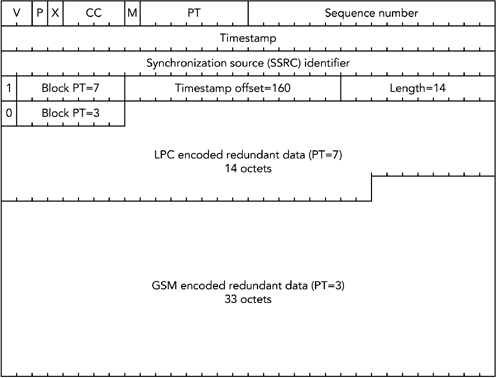 V P X CC M PT Sequence number
Timestamp
Synchronization source (SSRC) identifier
1 Block PT=7 Timestamp offset=160 Length=14
0 Block PT=3
LPC encoded redundant data (PT=7)
14 octets
GSM encoded redundant data (PT=3)
33 octets